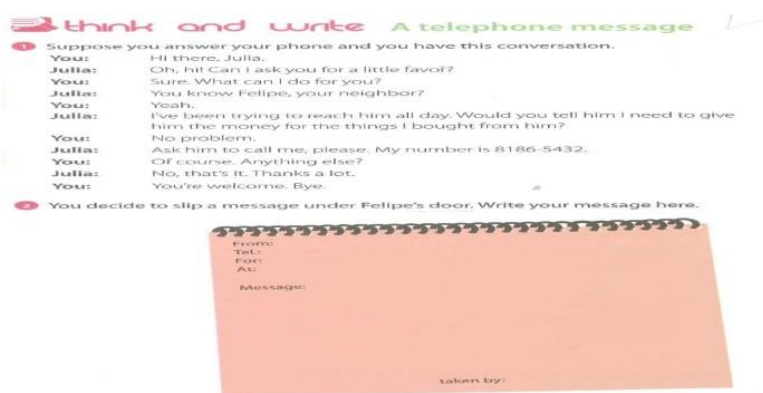 think and write A telephone message
1 Suppose you answer your phone and you have this conversation.
You: Hi there, Julia.
Julia: Oh, hi! Can I ask you for a little favor?
You: Sure. What can I do for you?
Julia: You know Felipe, your neighbor?
You: Yeah.
Julia: I've been trying to reach him all day. Would you tell him I need to give
him the money for the things I bought from him?
You: No problem.
Julia: Ask him to call me, please. My number is 8186-5432.
You: Of course. Anything else?
Julia: No, that's it. Thanks a lot.
You: You're welcome. Bye.
2 You decide to slip a message under Felipe's door. Write your message here.
From:
Tel.:
For:
At:
Message:
taken by: